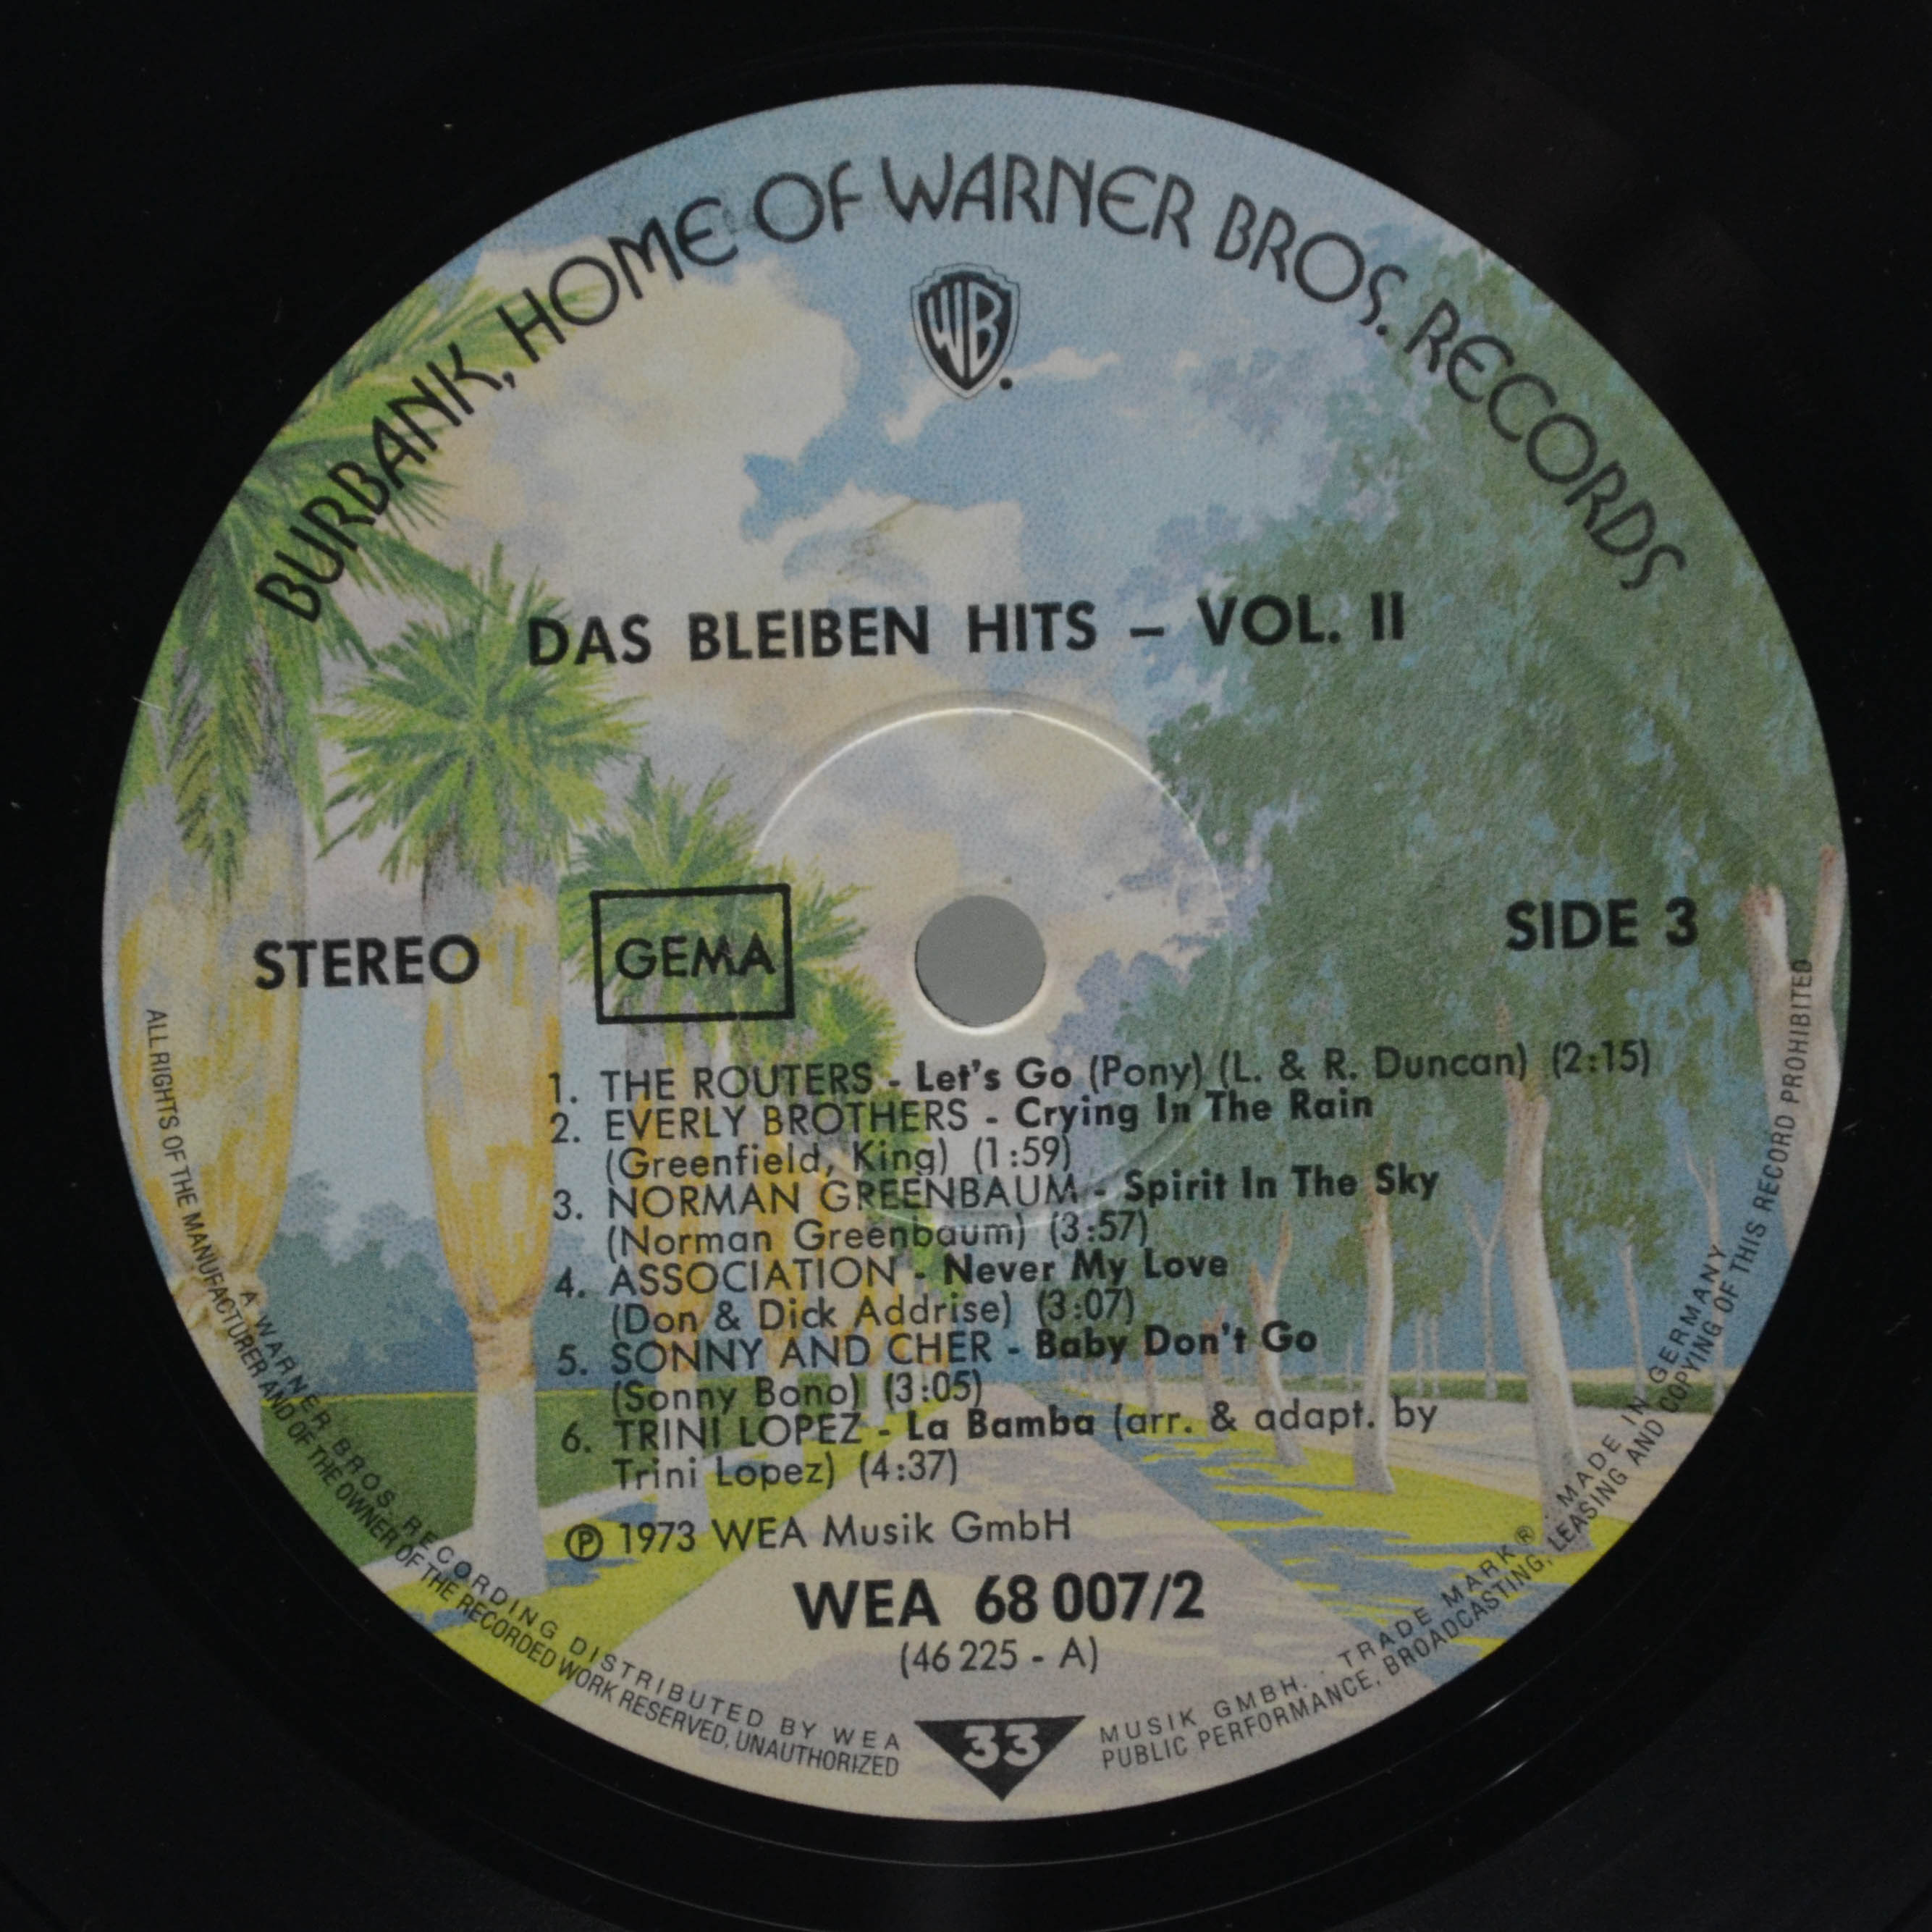 BURBANK, HOME OF WARNER BROS. RECORDS
WB
DAS BLEIBEN HITS – VOL. II
STEREO
GEMA
SIDE 3
1. THE ROUTERS - Let's Go (Pony) (L. & R. Duncan) (2:15)
2. EVERLY BROTHERS - Crying In The Rain
(Greenfield, King) (1:59)
3. NORMAN GREENBAUM - Spirit In The Sky
(Norman Greenbaum) (3:57)
4. ASSOCIATION - Never My Love
(Don & Dick Addrise) (3:07)
5. SONNY AND CHER - Baby Don't Go
(Sonny Bono) (3:05)
6. TRINI LOPEZ - La Bamba (arr. & adapt. by
Trini Lopez) (4:37)
℗ 1973 WEA Musik GmbH
WEA 68 007/2
(46 225 - A)
33
A WARNER BROS. RECORDING DISTRIBUTED BY WEA MUSIK GMBH. · TRADE MARK® · MADE IN GERMANY
ALL RIGHTS OF THE MANUFACTURER AND OF THE OWNER OF THE RECORDED WORK RESERVED, UNAUTHORIZED PUBLIC PERFORMANCE, BROADCASTING, LEASING AND COPYING OF THIS RECORD PROHIBITED